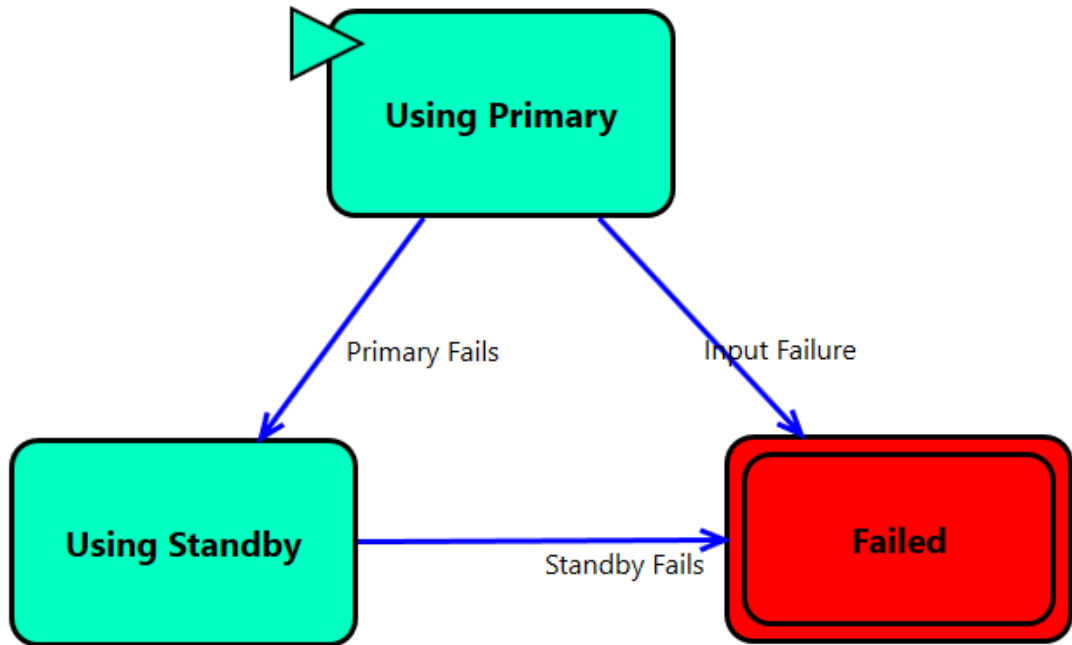 Using Primary
Primary Fails
Input Failure
Using Standby
Standby Fails
Failed